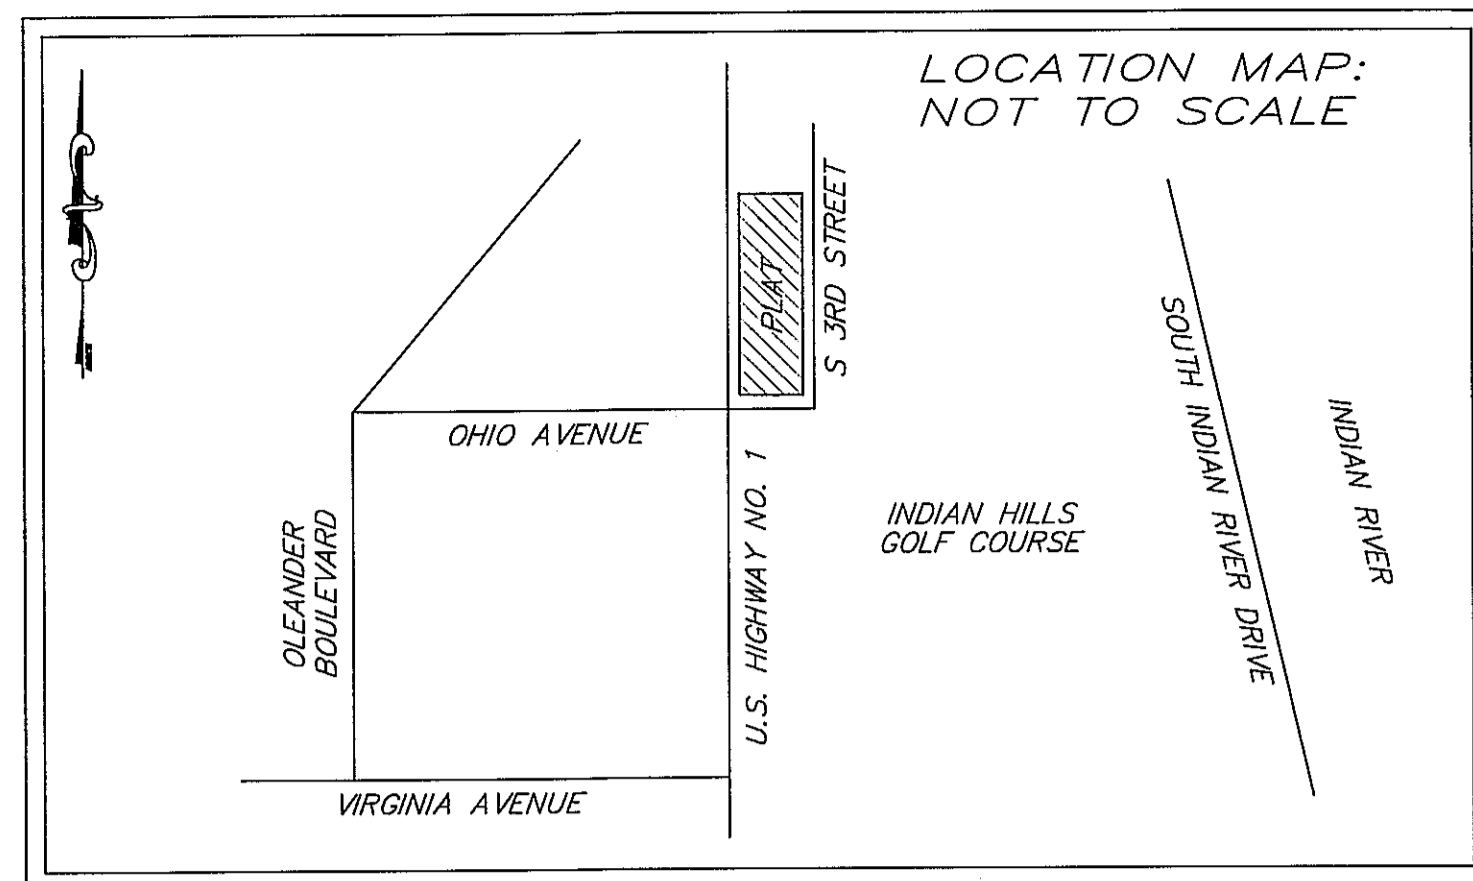 LOCATION MAP:
NOT TO SCALE
S 3RD STREET
PLAT
OHIO AVENUE
U.S. HIGHWAY NO. 1
OLEANDER
BOULEVARD
INDIAN HILLS
GOLF COURSE
SOUTH INDIAN RIVER DRIVE
INDIAN RIVER
VIRGINIA AVENUE